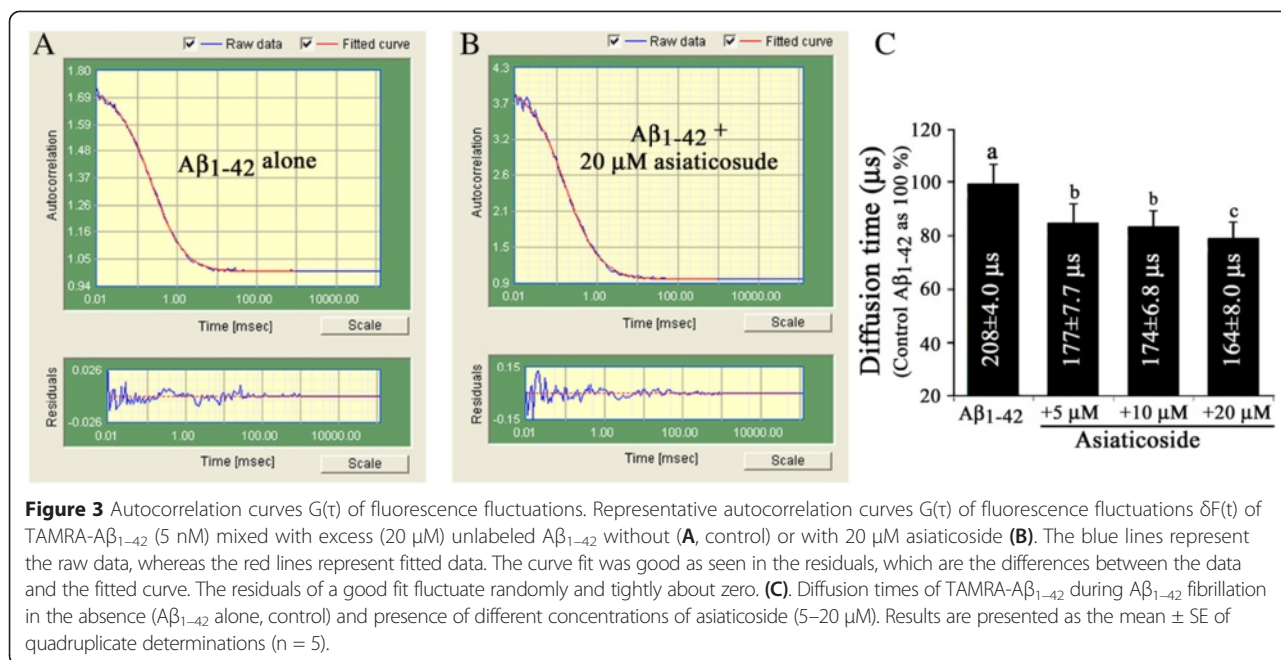 A
Raw data Fitted curve
1.80
1.69
1.58
1.48
1.37
1.26
1.16
1.05
0.94
Autocorrelation
Aβ1-42 alone
0.01 1.00 100.00 10000.00
Time [msec]
Scale
0.026
-0.026
Residuals
0.01 1.00 100.00 10000.00
Time [msec]
Scale
B
Raw data Fitted curve
4.3
3.7
3.2
2.6
2.1
1.5
0.9
Autocorrelation
Aβ1-42 +
20 µM asiaticosude
0.01 1.00 100.00 10000.00
Time [msec]
Scale
0.15
-0.15
Residuals
0.01 1.00 100.00 10000.00
Time [msec]
Scale
C
Diffusion time (µs)
(Control Aβ1-42 as 100 %)
120
100
80
60
40
20
a
b
b
c
208±4.0 µs
177±7.7 µs
174±6.8 µs
164±8.0 µs
Aβ1-42 +5 µM +10 µM +20 µM
Asiaticoside
Figure 3 Autocorrelation curves G(τ) of fluorescence fluctuations. Representative autocorrelation curves G(τ) of fluorescence fluctuations δF(t) of
TAMRA-Aβ1–42 (5 nM) mixed with excess (20 μM) unlabeled Aβ1–42 without (A, control) or with 20 μM asiaticoside (B). The blue lines represent
the raw data, whereas the red lines represent fitted data. The curve fit was good as seen in the residuals, which are the differences between the data
and the fitted curve. The residuals of a good fit fluctuate randomly and tightly about zero. (C). Diffusion times of TAMRA-Aβ1–42 during Aβ1–42 fibrillation
in the absence (Aβ1–42 alone, control) and presence of different concentrations of asiaticoside (5–20 μM). Results are presented as the mean ± SE of
quadruplicate determinations (n = 5).